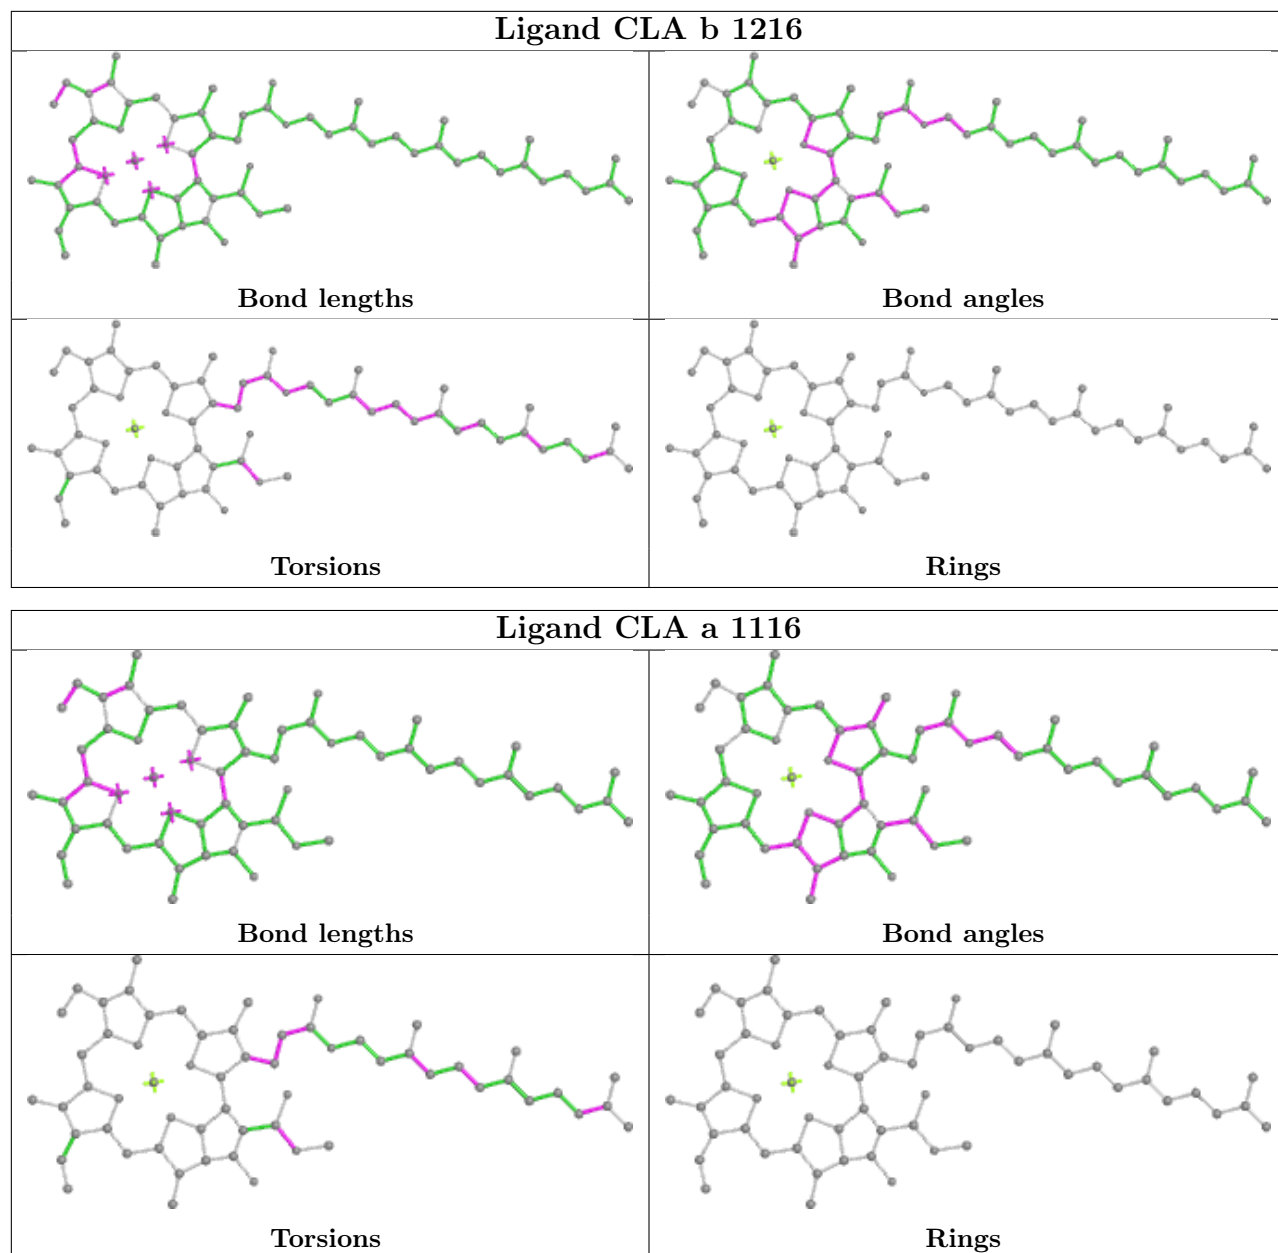 Ligand CLA b 1216
Bond lengths
Bond angles
Torsions
Rings
Ligand CLA a 1116
Bond lengths
Bond angles
Torsions
Rings